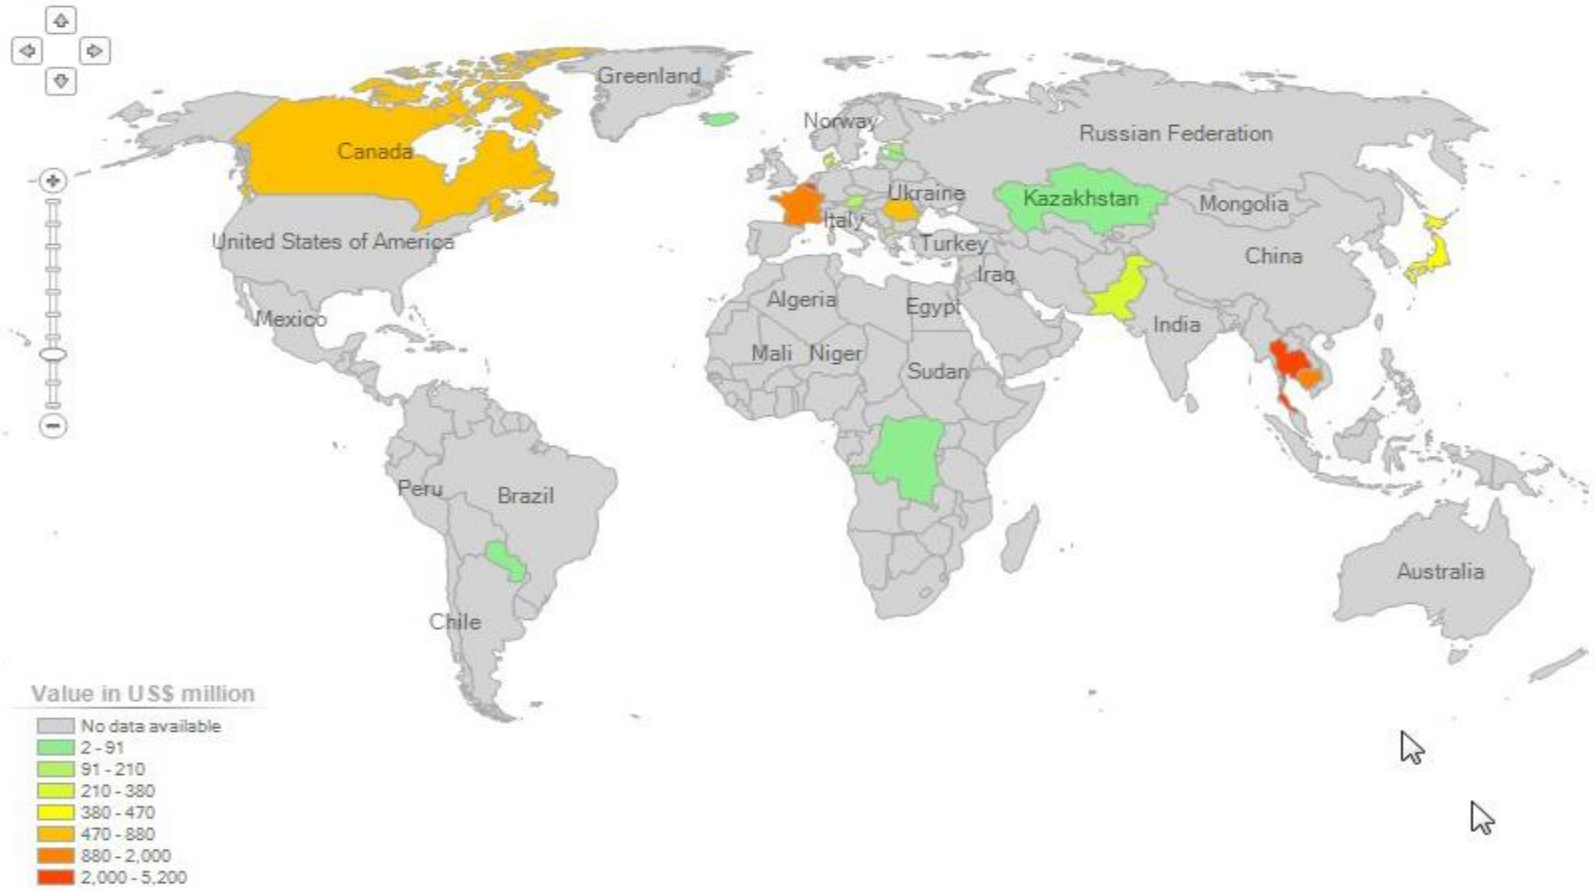 Greenland
Norway
Russian Federation
Canada
Ukraine
Kazakhstan
Mongolia
Italy
United States of America
Turkey
China
Iraq
Algeria
Egypt
Mexico
India
Mali
Niger
Sudan
Peru
Brazil
Australia
Chile
Value in US$ million
No data available
2 - 91
91 - 210
210 - 380
380 - 470
470 - 880
880 - 2,000
2,000 - 5,200